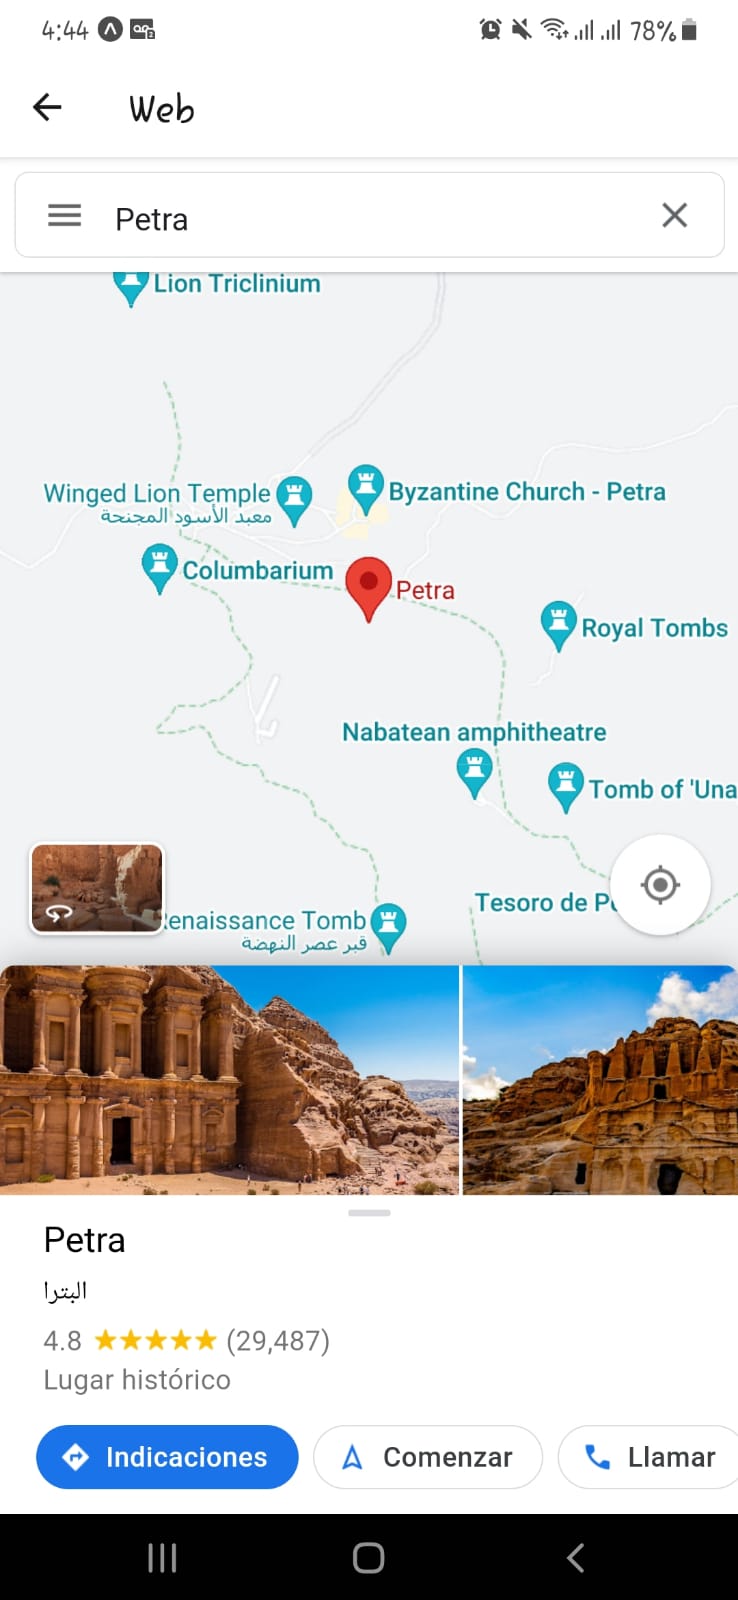 4:44
78%
Web
Petra
Lion Triclinium
Winged Lion Temple
معبد الأسود المجنحة
Byzantine Church - Petra
Columbarium
Petra
Royal Tombs
Nabatean amphitheatre
Tomb of 'Una
Tesoro de
enaissance Tomb
قبر عصر النهضة
Petra
البترا
4.8 (29,487)
Lugar histórico
Indicaciones
Comenzar
Llamar